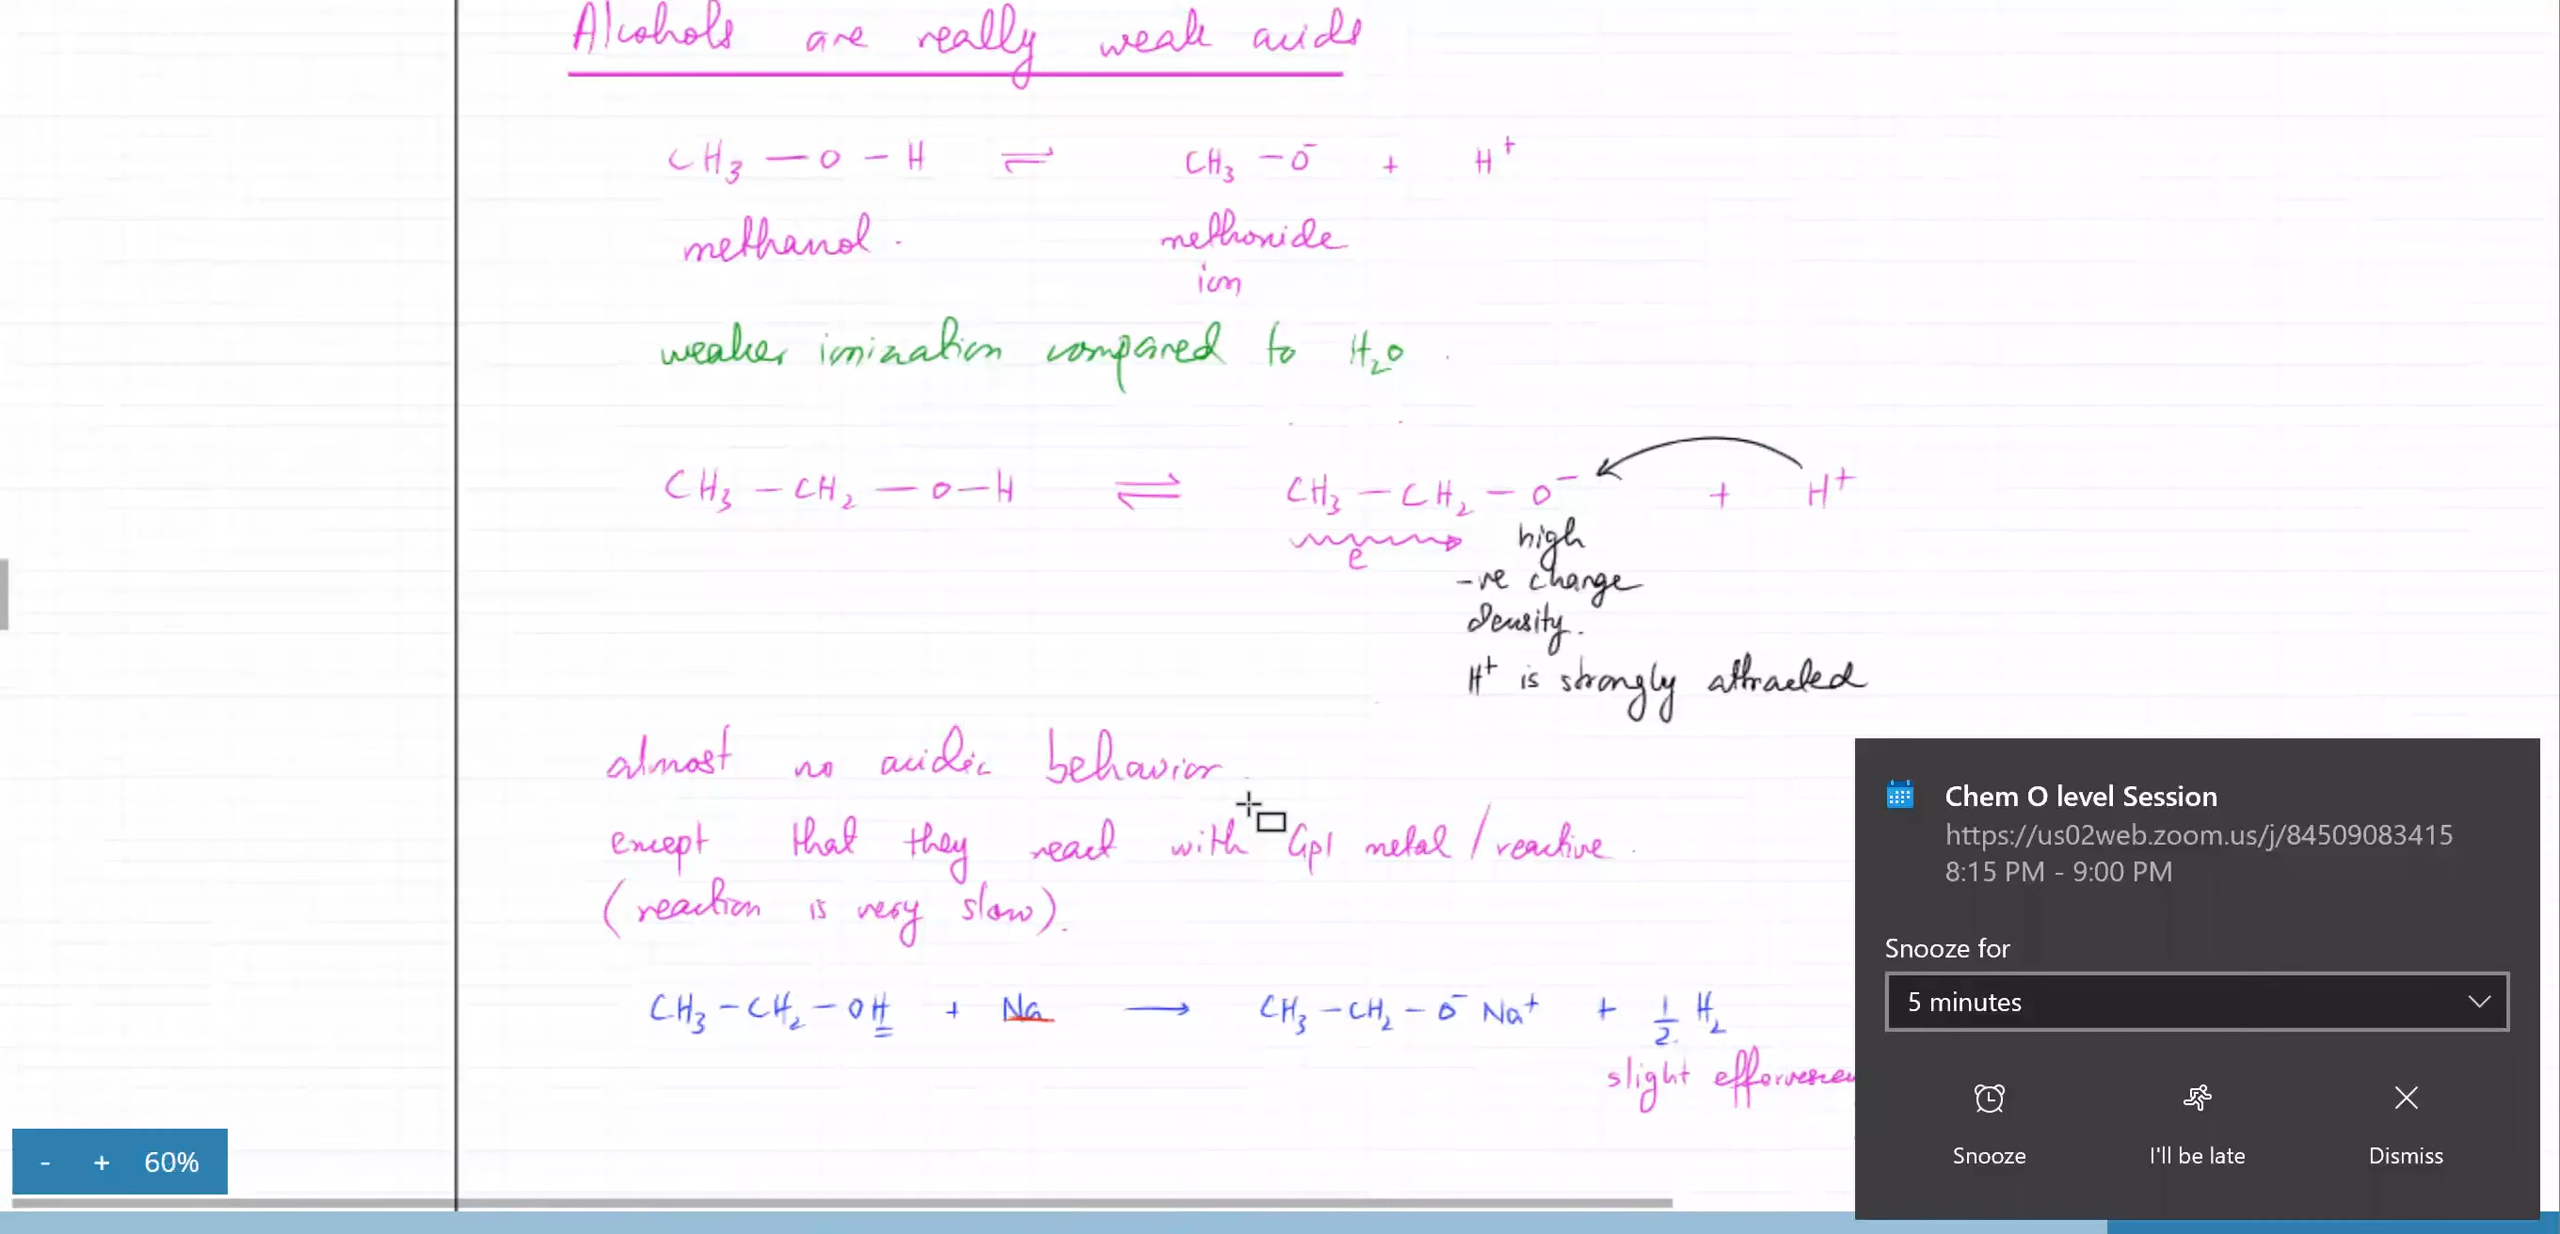 Alcohols are really weak acids
CH₃ — O — H ⇌ CH₃ — O⁻ + H⁺
methanol. methoxide
ion
weaker ionization compared to H₂O.
CH₃ — CH₂ — O — H ⇌ CH₃ — CH₂ — O⁻ + H⁺
e high
-ve charge
density.
H⁺ is strongly attracted
almost no acidic behavior.
except that they react with Gp1 metal / reactive.
(reaction is very slow).
CH₃ — CH₂ — OH + Na ⟶ CH₃ — CH₂ — O⁻ Na⁺ + 1/2 H₂
slight
Chem O level Session
https://us02web.zoom.us/j/84509083415
8:15 PM - 9:00 PM
Snooze for
5 minutes
Snooze I'll be late Dismiss
- + 60%